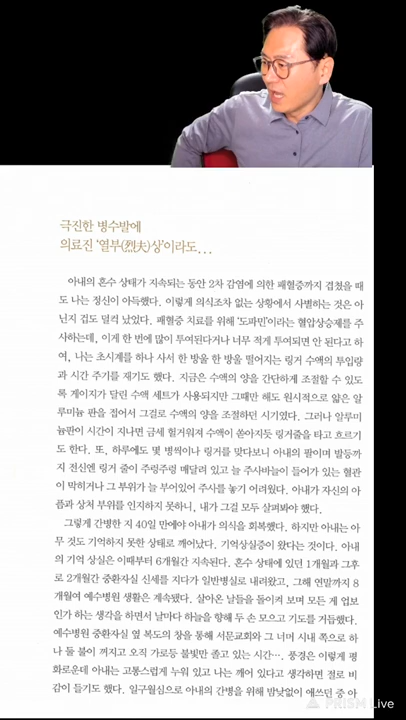 극진한 병수발에
의료진 '열부(烈夫)상'이라도...
아내의 혼수 상태가 지속되는 동안 2차 감염에 의한 패혈증까지 겹쳤을 때
도 나는 정신이 아득했다. 이렇게 의식조차 없는 상황에서 사별하는 것은 아
닌지 겁도 덜컥 났었다. 패혈증 치료를 위해 '도파민'이라는 혈압상승제를 주
사하는데, 이게 한 번에 많이 투여된다거나 너무 적게 투여되면 안 된다고 하
여, 나는 초시계를 하나 사서 한 방울 한 방울 떨어지는 링거 수액의 투입량
과 시간 주기를 재기도 했다. 지금은 수액의 양을 간단하게 조절할 수 있도
록 게이지가 달린 수액 세트가 사용되지만 그때만 해도 원시적으로 얇은 알
루미늄 판을 접어서 그걸로 수액의 양을 조절하던 시기였다. 그러나 알루미
늄판이 시간이 지나면 금세 헐거워져 수액이 쏟아지듯 링거줄을 타고 흐르기
도 한다. 또, 하루에도 몇 병씩이나 링거를 맞다보니 아내의 팔이며 발등까
지 전신엔 링거 줄이 주렁주렁 매달려 있고 늘 주사바늘이 들어가 있는 혈관
이 막히거나 그 부위가 늘 부어있어 주사를 놓기 어려웠다. 아내가 자신의 아
픔과 상처 부위를 인지하지 못하니, 내가 그걸 모두 살펴봐야 했다.
그렇게 간병한 지 40일 만에야 아내가 의식을 회복했다. 하지만 아내는 아
무 것도 기억하지 못한 상태로 깨어났다. 기억상실증이 왔다는 것이다. 아내
의 기억 상실은 이때부터 6개월간 지속된다. 혼수 상태에 있던 1개월과 그후
로 2개월간 중환자실 신세를 지다가 일반병실로 내려왔고, 그해 연말까지 8
개월여 예수병원 생활은 계속됐다. 살아온 날들을 돌이켜 보며 모든 게 업보
인가 하는 생각을 하면서 날마다 하늘을 향해 두 손 모으고 기도를 거듭했다.
예수병원 중환자실 옆 복도의 창을 통해 서문교회와 그 너머 시내 쪽으로 하
나 둘 불이 꺼지고 오직 가로등 불빛만 졸고 있는 시간…. 풍경은 이렇게 평
화로운데 아내는 고통스럽게 누워 있고 나는 깨어 있다고 생각하면 절로 비
감이 들기도 했다. 일구월심으로 아내의 간병을 위해 밤낮없이 애쓰던 중 아
PRISM Live